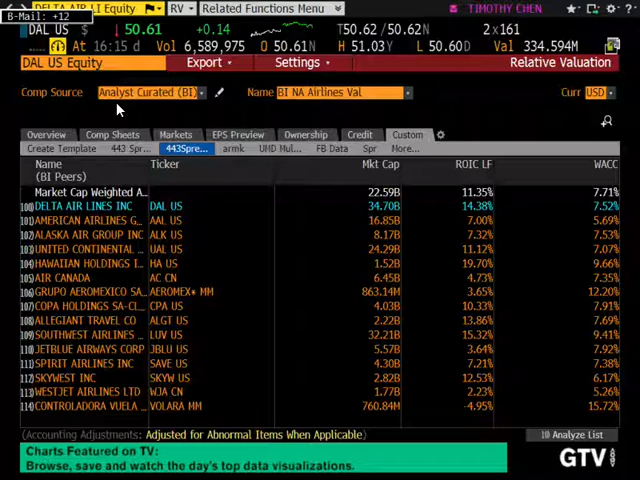 DELTA AIR LI Equity RV Related Functions Menu TIMOTHY CHEN
B-Mail: +12
DAL US $ ↓ 50.61 +0.14 T50.62 / 50.62N 2 x161
At 16:15 d Vol 6,589,975 O 50.61N H 51.03Y L 50.60D Val 334.594M
DAL US Equity Export Settings Relative Valuation
Comp Source Analyst Curated (BI) Name BI NA Airlines Val Curr USD
Overview Comp Sheets Markets EPS Preview Ownership Credit Custom
Create Template 443 Spr... 443Spre... armk UMD Mul... FB Data Spr More...
Name Ticker Mkt Cap ROIC LF WACC
(BI Peers)
Market Cap Weighted A... 22.59B 11.35% 7.71%
100) DELTA AIR LINES INC DAL US 34.70B 14.38% 7.52%
101) AMERICAN AIRLINES G... AAL US 16.85B 7.00% 5.69%
102) ALASKA AIR GROUP INC ALK US 8.17B 7.32% 7.53%
103) UNITED CONTINENTAL ... UAL US 24.29B 11.12% 7.07%
104) HAWAIIAN HOLDINGS I... HA US 1.52B 19.70% 9.66%
105) AIR CANADA AC CN 6.45B 4.73% 7.35%
106) GRUPO AEROMEXICO SA... AEROMEX* MM 863.14M 3.65% 12.20%
107) COPA HOLDINGS SA-CL... CPA US 4.03B 10.33% 7.91%
108) ALLEGIANT TRAVEL CO ALGT US 2.22B 13.86% 7.69%
109) SOUTHWEST AIRLINES ... LUV US 32.21B 15.32% 9.41%
110) JETBLUE AIRWAYS CORP JBLU US 5.57B 3.64% 7.92%
111) SPIRIT AIRLINES INC SAVE US 4.30B 7.21% 7.38%
112) SKYWEST INC SKYW US 2.82B 12.53% 6.17%
113) WESTJET AIRLINES LTD WJA CN 1.77B 2.23% 5.26%
114) CONTROLADORA VUELA ... VOLARA MM 760.84M -4.95% 15.72%
(Accounting Adjustments: Adjusted for Abnormal Items When Applicable) 10 Analyze List
Charts Featured on TV:
Browse, save and watch the day's top data visualizations.
GTV